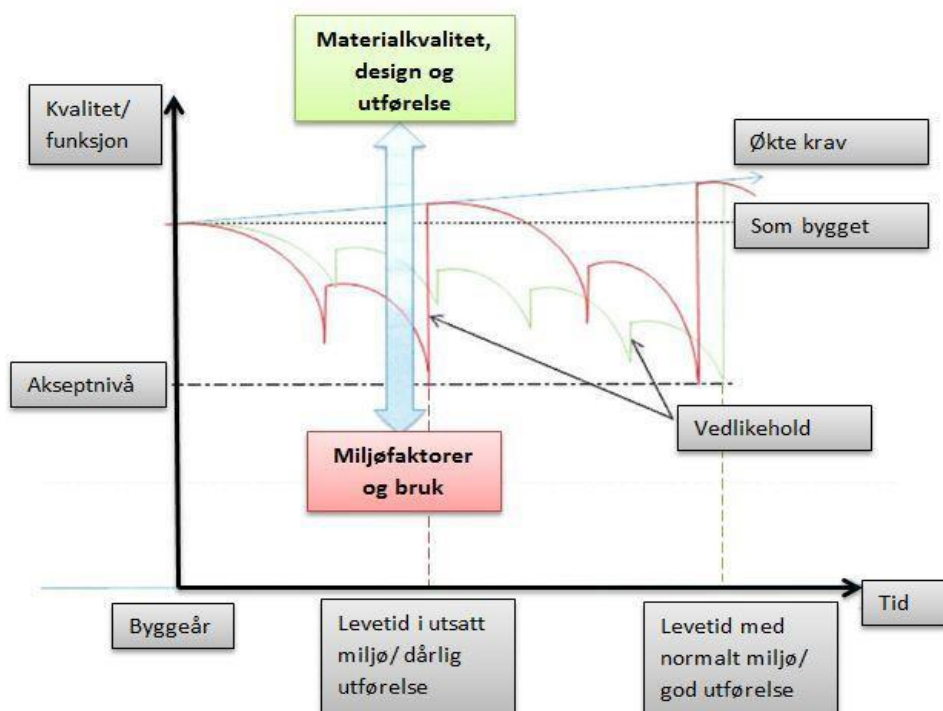 Materialkvalitet,
design og
utførelse
Kvalitet/
funksjon
Økte krav
Som bygget
Akseptnivå
Vedlikehold
Miljøfaktorer
og bruk
Tid
Byggeår
Levetid i utsatt
miljø/ dårlig
utførelse
Levetid med
normalt miljø/
god utførelse